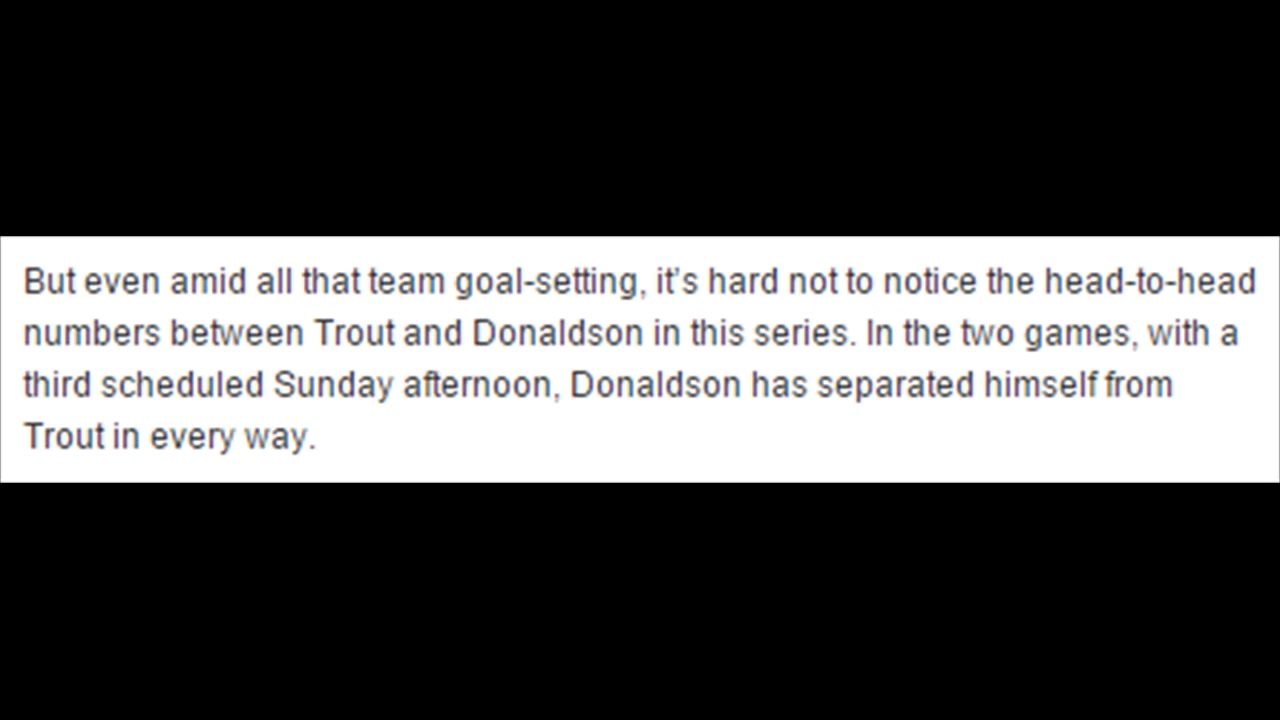 But even amid all that team goal-setting, it's hard not to notice the head-to-head
numbers between Trout and Donaldson in this series. In the two games, with a
third scheduled Sunday afternoon, Donaldson has separated himself from
Trout in every way.